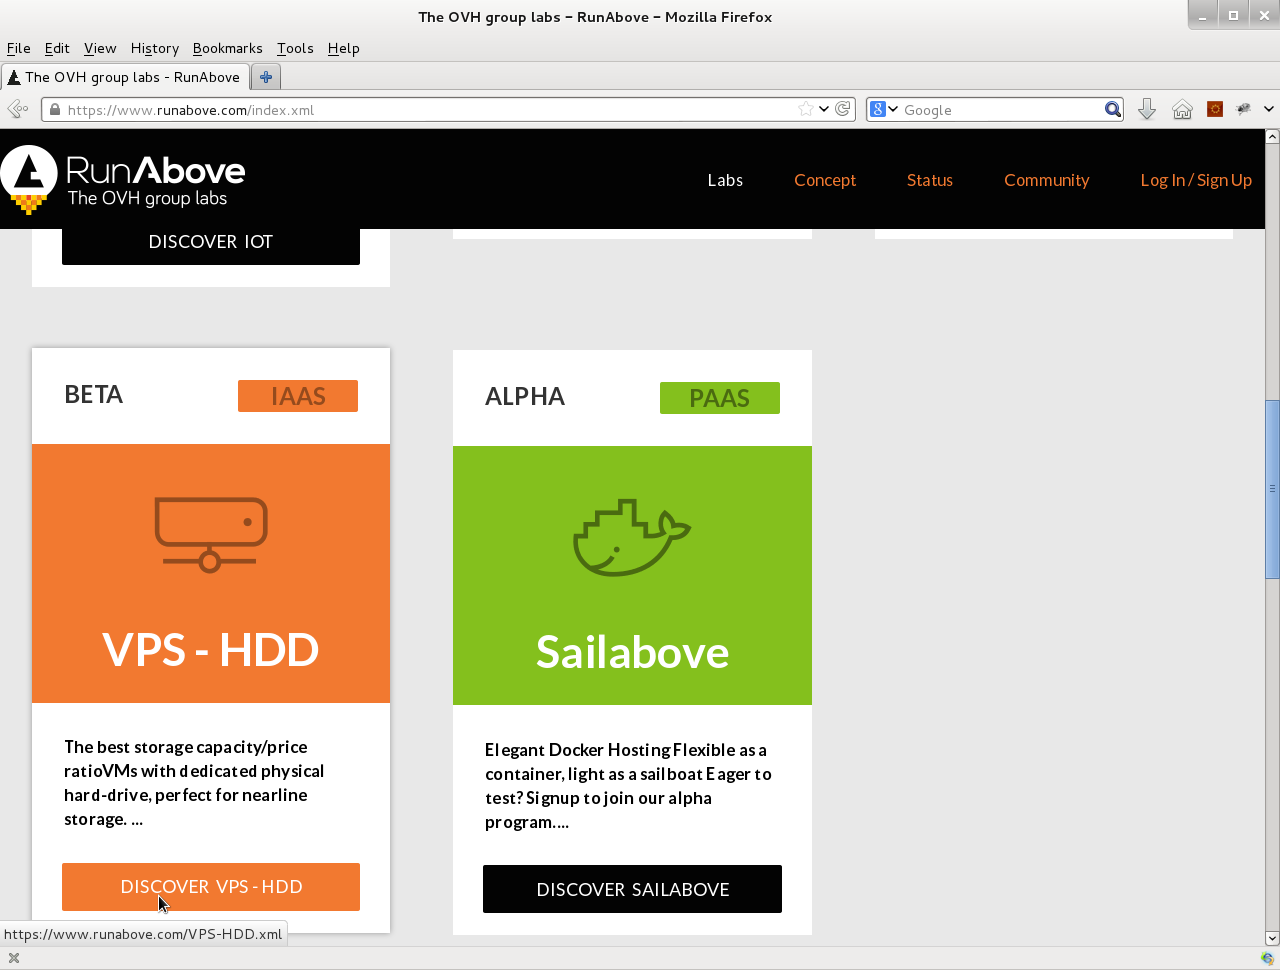 The OVH group labs - RunAbove - Mozilla Firefox
File Edit View History Bookmarks Tools Help
The OVH group labs - RunAbove
https://www.runabove.com/index.xml
Google
RunAbove
The OVH group labs
Labs Concept Status Community Log In / Sign Up
DISCOVER IOT
BETA
IAAS
VPS - HDD
The best storage capacity/price
ratioVMs with dedicated physical
hard-drive, perfect for nearline
storage. ...
DISCOVER VPS - HDD
ALPHA
PAAS
Sailabove
Elegant Docker Hosting Flexible as a
container, light as a sailboat Eager to
test? Signup to join our alpha
program....
DISCOVER SAILABOVE
https://www.runabove.com/VPS-HDD.xml